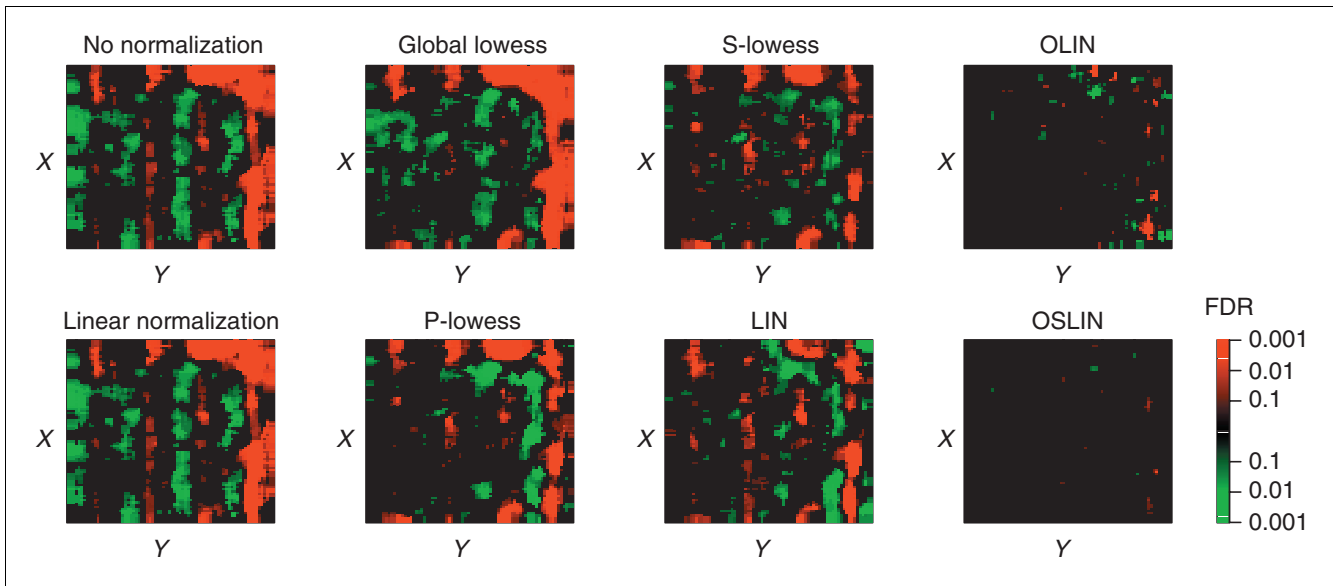 No normalization
Global lowess
S-lowess
OLIN
X
X
X
X
Y
Y
Y
Y
Linear normalization
P-lowess
LIN
OSLIN
FDR
X
X
X
X
0.001
0.01
0.1
0.1
0.01
0.001
Y
Y
Y
Y